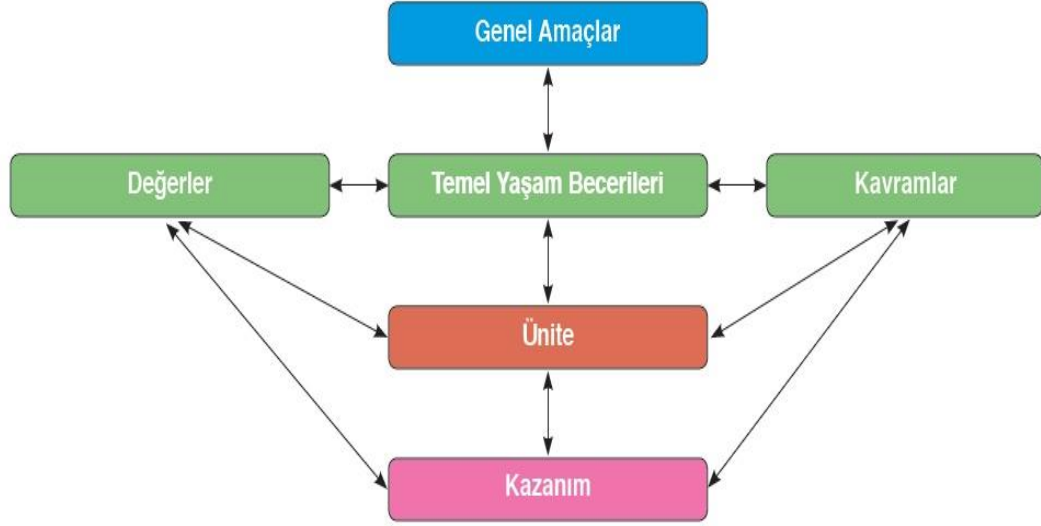 Genel Amaçlar
Değerler
Temel Yaşam Becerileri
Kavramlar
Ünite
Kazanım